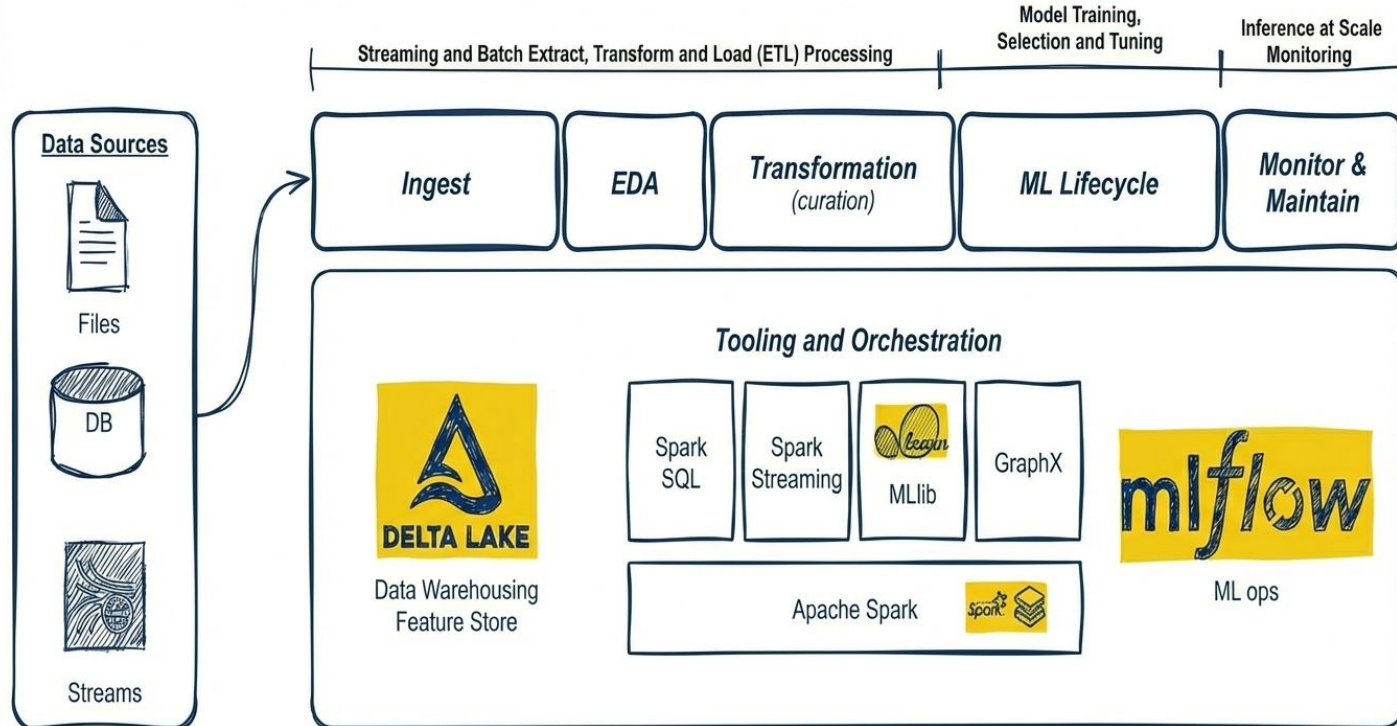 Streaming and Batch Extract, Transform and Load (ETL) Processing
Model Training,
Selection and Tuning
Inference at Scale
Monitoring
Data Sources
Files
DB
Streams
Ingest
EDA
Transformation
(curation)
ML Lifecycle
Monitor &
Maintain
Tooling and Orchestration
DELTA LAKE
Data Warehousing
Feature Store
Spark
SQL
Spark
Streaming
learn
MLlib
GraphX
Apache Spark
Spark
mlflow
ML ops